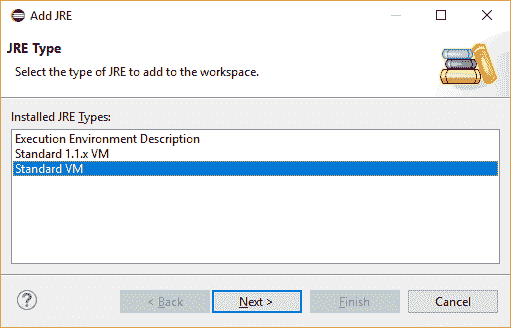 Add JRE
JRE Type
Select the type of JRE to add to the workspace.
Installed JRE Types:
Execution Environment Description
Standard 1.1.x VM
Standard VM
?
< Back
Next >
Finish
Cancel